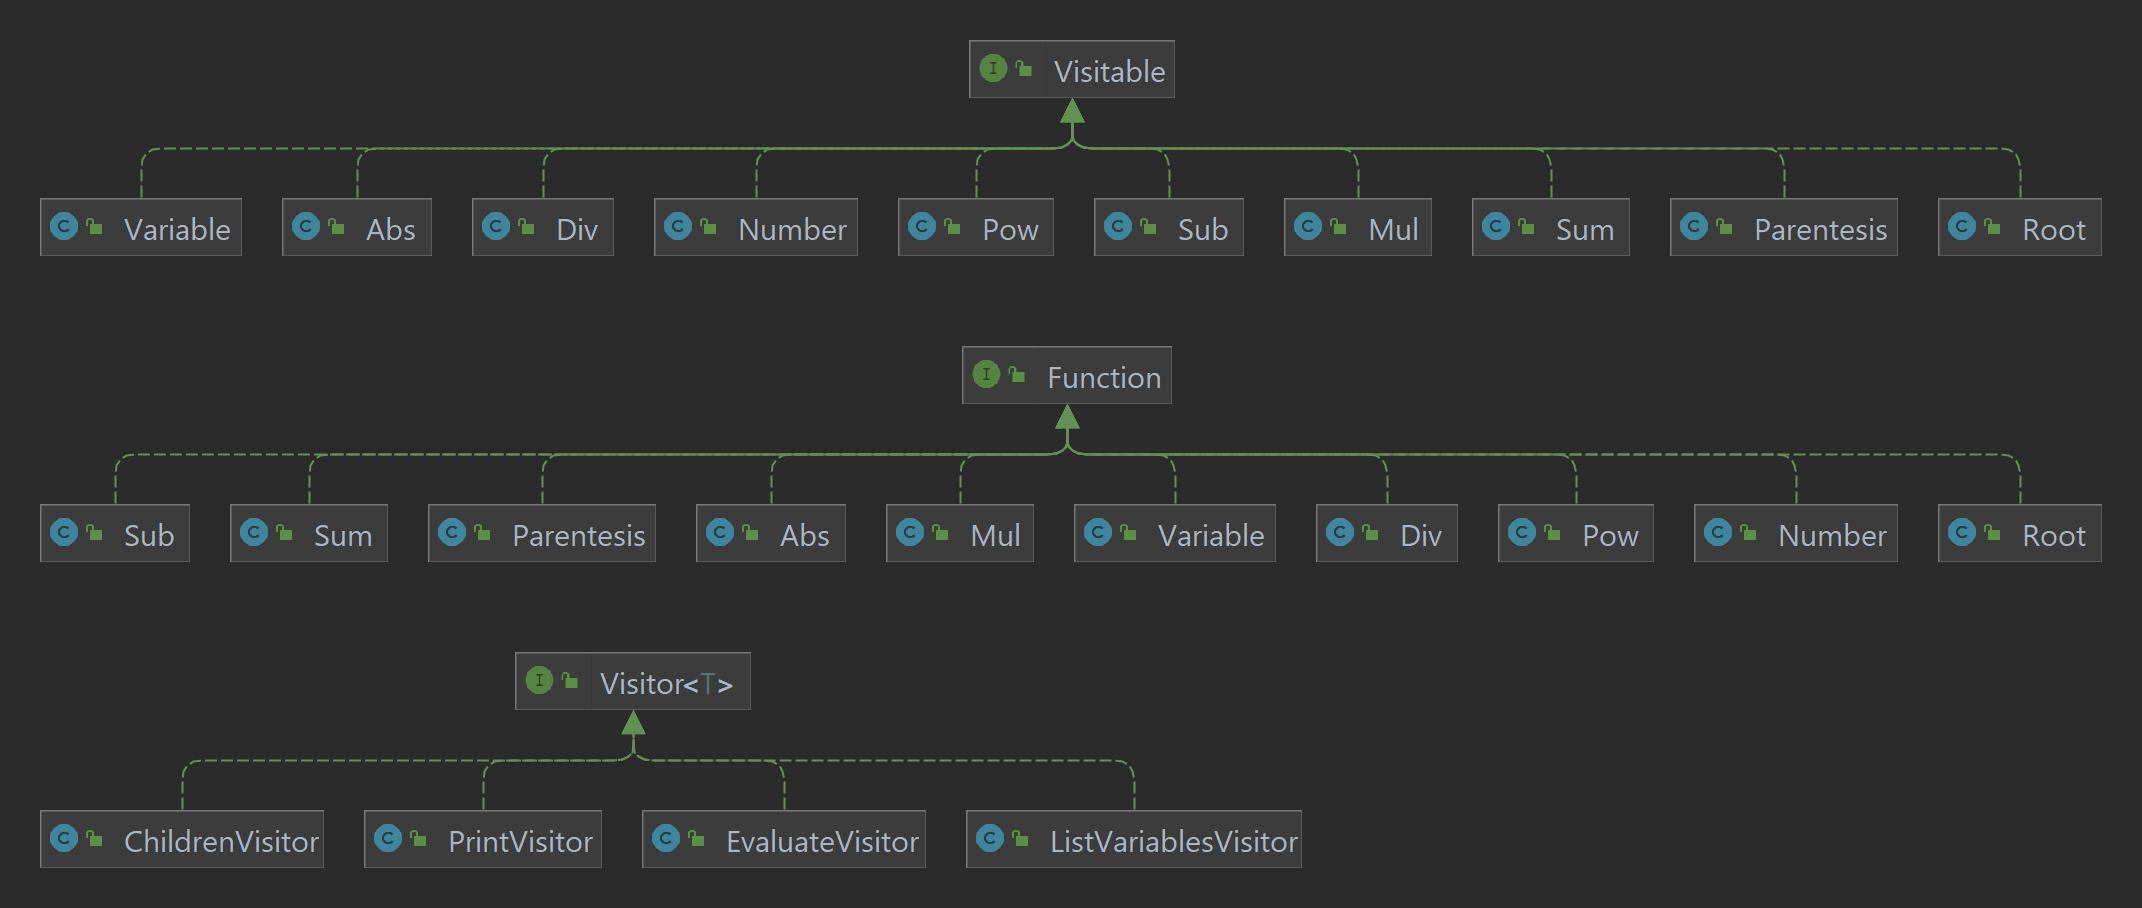 I Visitable
C Variable C Abs C Div C Number C Pow C Sub C Mul C Sum C Parentesis C Root
I Function
C Sub C Sum C Parentesis C Abs C Mul C Variable C Div C Pow C Number C Root
I Visitor<T>
C ChildrenVisitor C PrintVisitor C EvaluateVisitor C ListVariablesVisitor